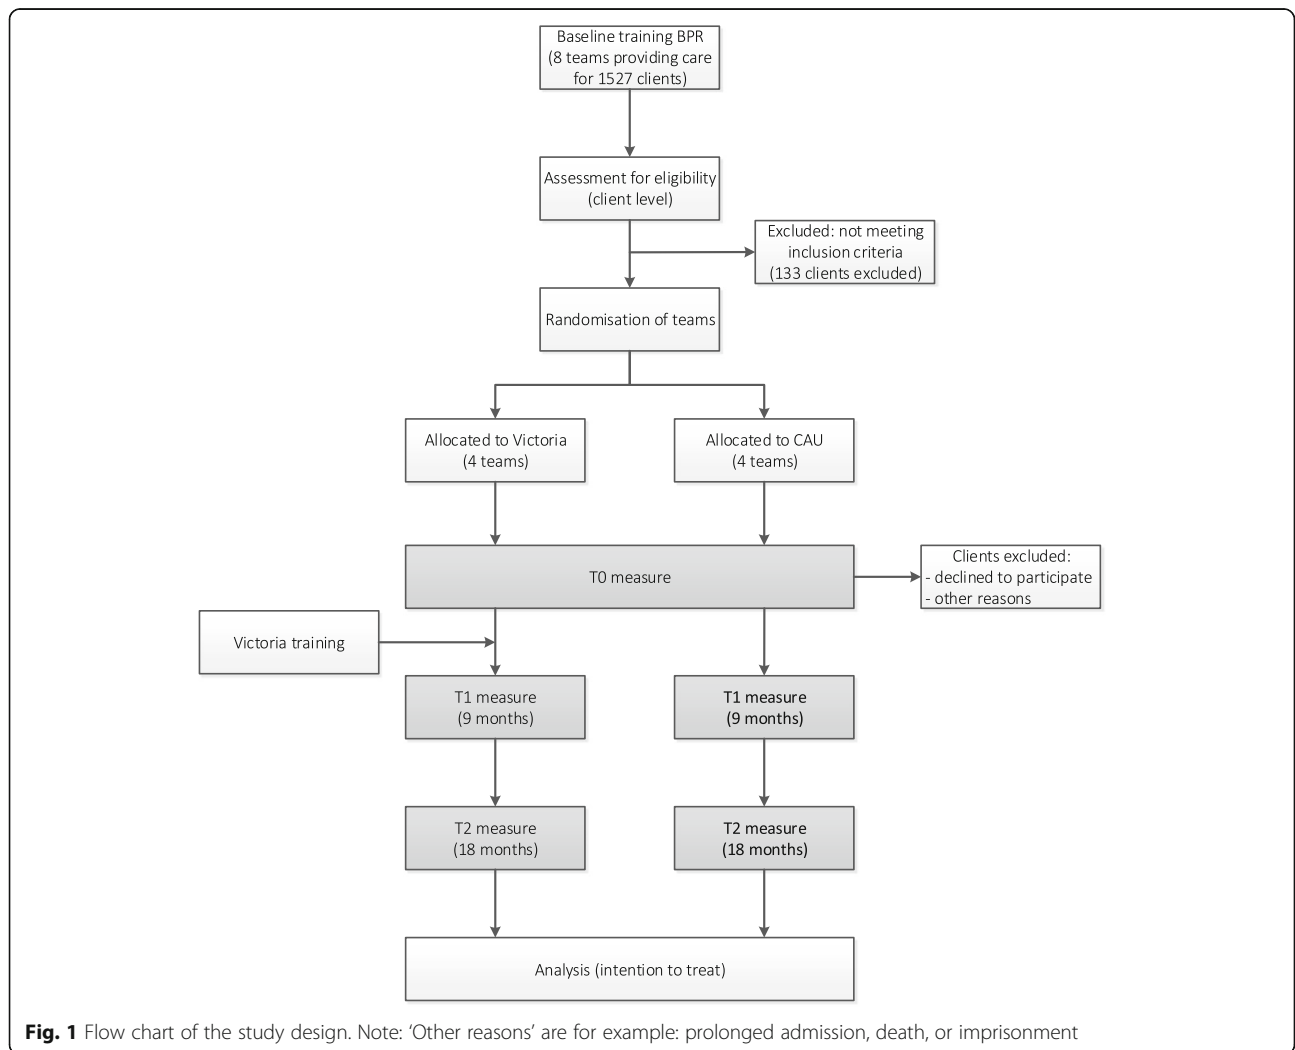 Baseline training BPR
(8 teams providing care
for 1527 clients)
Assessment for eligibility
(client level)
Excluded: not meeting
inclusion criteria
(133 clients excluded)
Randomisation of teams
Allocated to Victoria
(4 teams)
Allocated to CAU
(4 teams)
T0 measure
Clients excluded:
- declined to participate
- other reasons
Victoria training
T1 measure
(9 months)
T1 measure
(9 months)
T2 measure
(18 months)
T2 measure
(18 months)
Analysis (intention to treat)
Fig. 1 Flow chart of the study design. Note: ‘Other reasons’ are for example: prolonged admission, death, or imprisonment